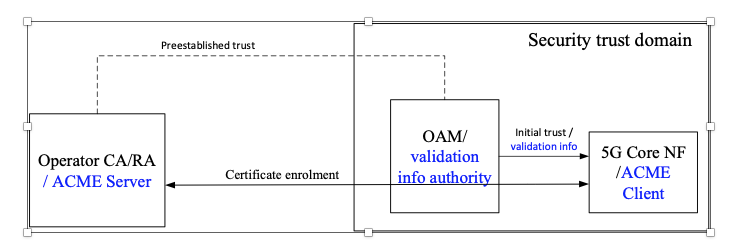 Security trust domain
Preestablished trust
Operator CA/RA
/ ACME Server
Certificate enrolment
OAM/
validation
info authority
Initial trust /
validation info
5G Core NF
/ACME
Client